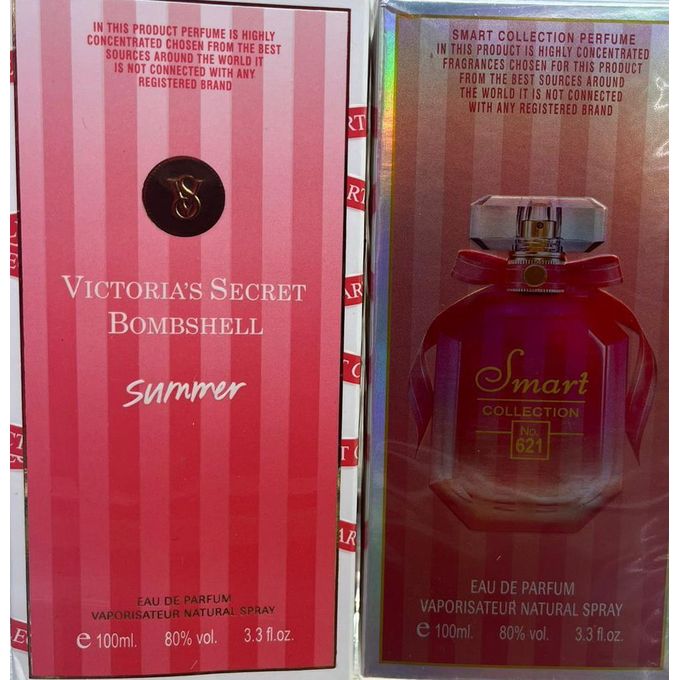 IN THIS PRODUCT PERFUME IS HIGHLY
CONCENTRATED CHOSEN FROM THE BEST
SOURCES AROUND THE WORLD IT
IS NOT CONNECTED WITH ANY
REGISTERED BRAND
VS
VICTORIA'S SECRET
BOMBSHELL
summer
EAU DE PARFUM
VAPORISATEUR NATURAL SPRAY
e 100ml. 80% vol. 3.3 fl.oz.
SMART COLLECTION PERFUME
IN THIS PRODUCT IS HIGHLY CONCENTRATED
FRAGRANCES CHOSEN FOR THIS PRODUCT
FROM THE BEST SOURCES AROUND
THE WORLD IT IS NOT CONNECTED
WITH ANY REGISTERED BRAND
Smart
COLLECTION
No.
621
EAU DE PARFUM
VAPORISATEUR NATURAL SPRAY
e 100ml. 80% vol. 3.3 fl.oz.